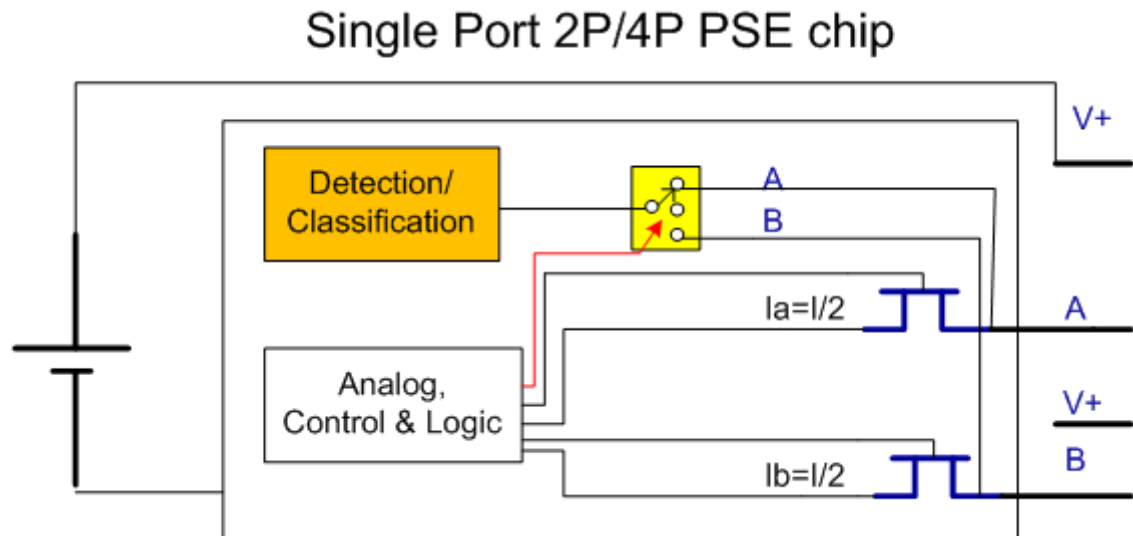 Single Port 2P/4P PSE chip
V+
Detection/
Classification
A
B
Ia=I/2
A
Analog,
Control & Logic
V+
B
Ib=I/2